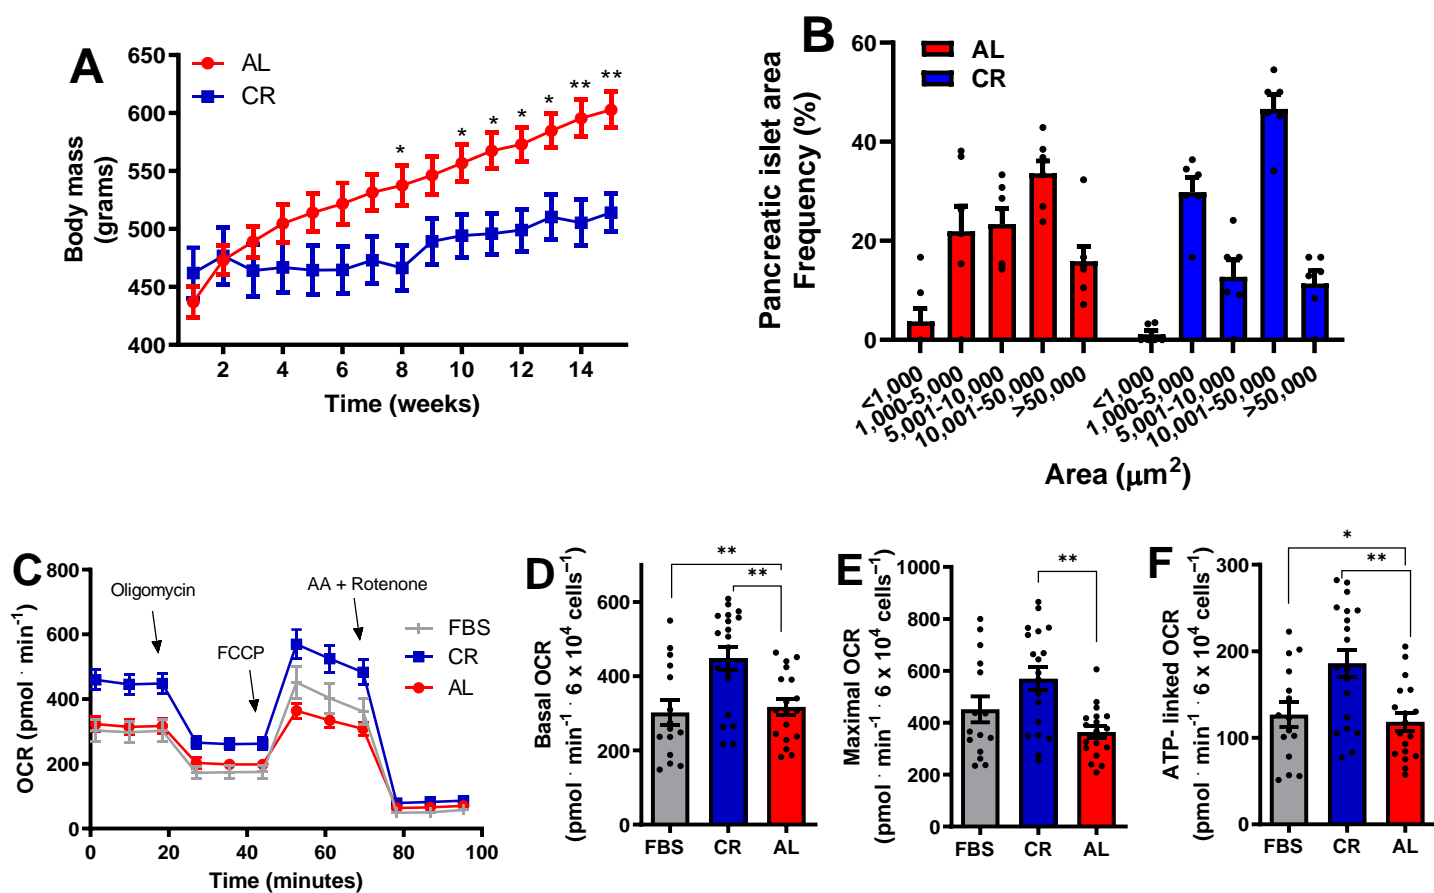 A
AL
CR
650
600
550
500
450
400
Body mass
(grams)
*
*
*
*
*
**
**
2
4
6
8
10
12
14
Time (weeks)
B
AL
CR
60
40
20
0
Pancreatic islet area
Frequency (%)
<1,000
1,000-5,000
5,001-10,000
10,001-50,000
>50,000
<1,000
1,000-5,000
5,001-10,000
10,001-50,000
>50,000
Area (μm²)
C
800
600
400
200
0
OCR (pmol · min⁻¹)
Oligomycin
FCCP
AA + Rotenone
FBS
CR
AL
0
20
40
60
80
100
Time (minutes)
D
**
**
600
400
200
0
Basal OCR
(pmol · min⁻¹ · 6 x 10⁴ cells⁻¹)
FBS
CR
AL
E
**
1000
800
600
400
200
0
Maximal OCR
(pmol · min⁻¹ · 6 x 10⁴ cells⁻¹)
FBS
CR
AL
F
*
**
300
200
100
0
ATP- linked OCR
(pmol · min⁻¹ · 6 x 10⁴ cells⁻¹)
FBS
CR
AL